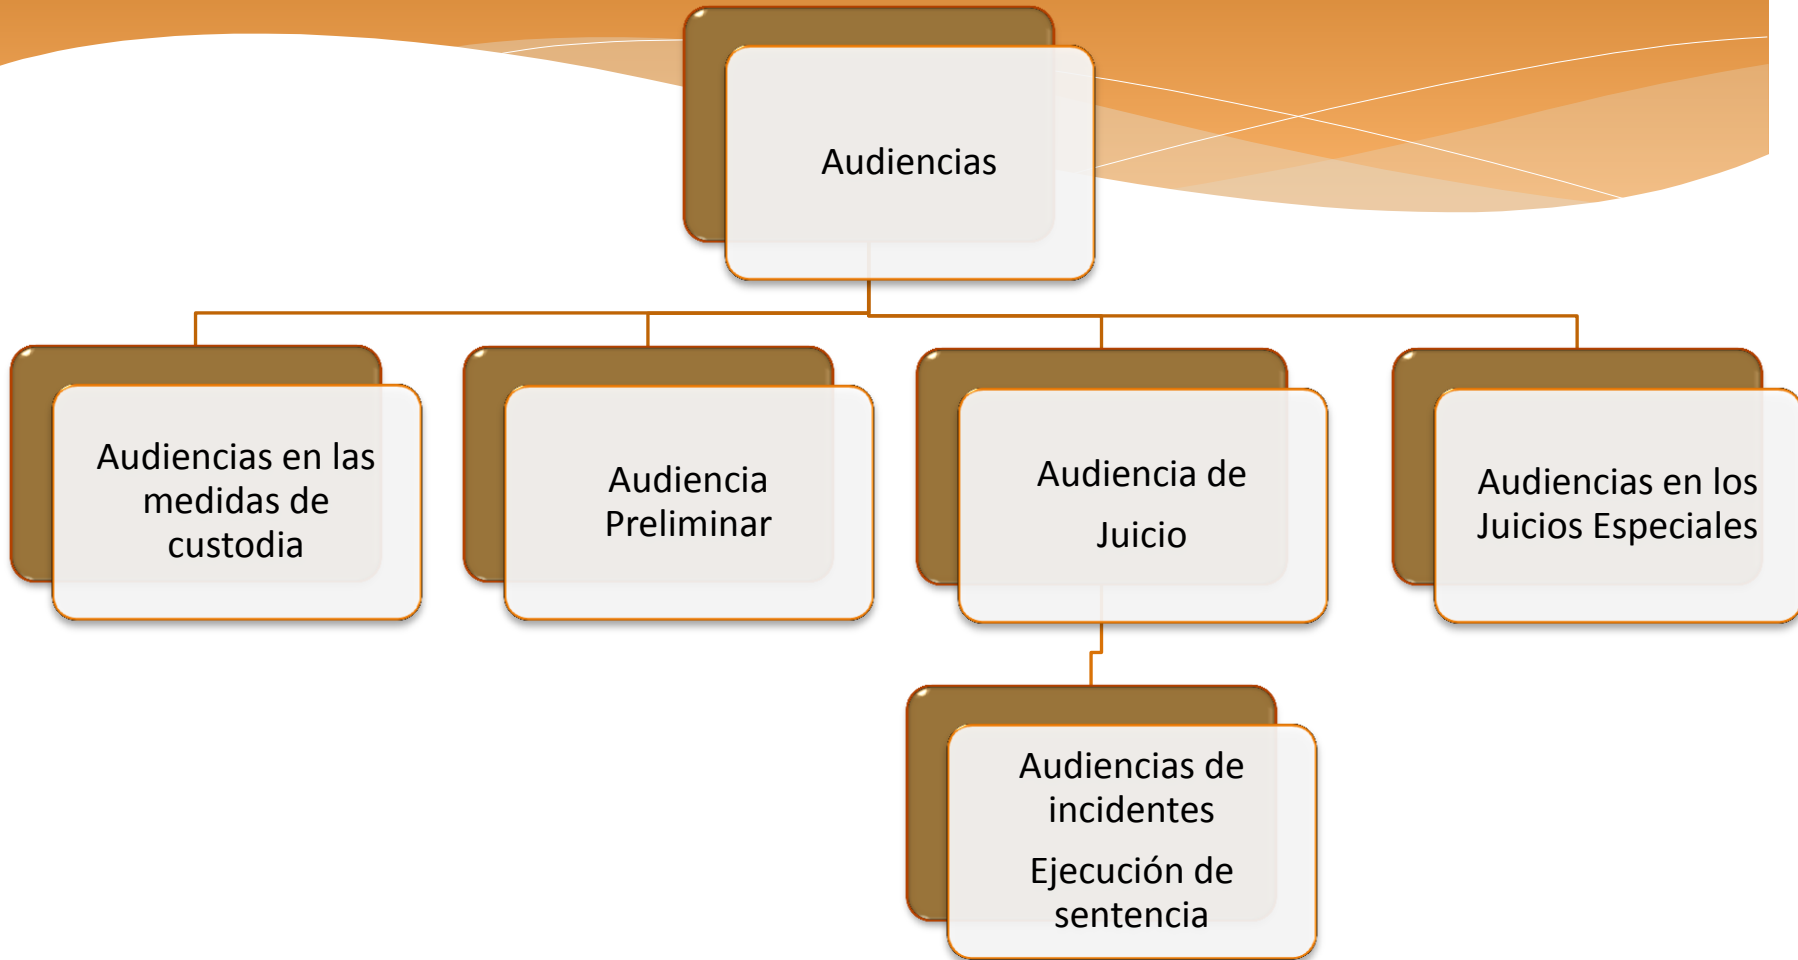 Audiencias
Audiencias en las
medidas de
custodia
Audiencia
Preliminar
Audiencia de
Juicio
Audiencias en los
Juicios Especiales
Audiencias de
incidentes
Ejecución de
sentencia